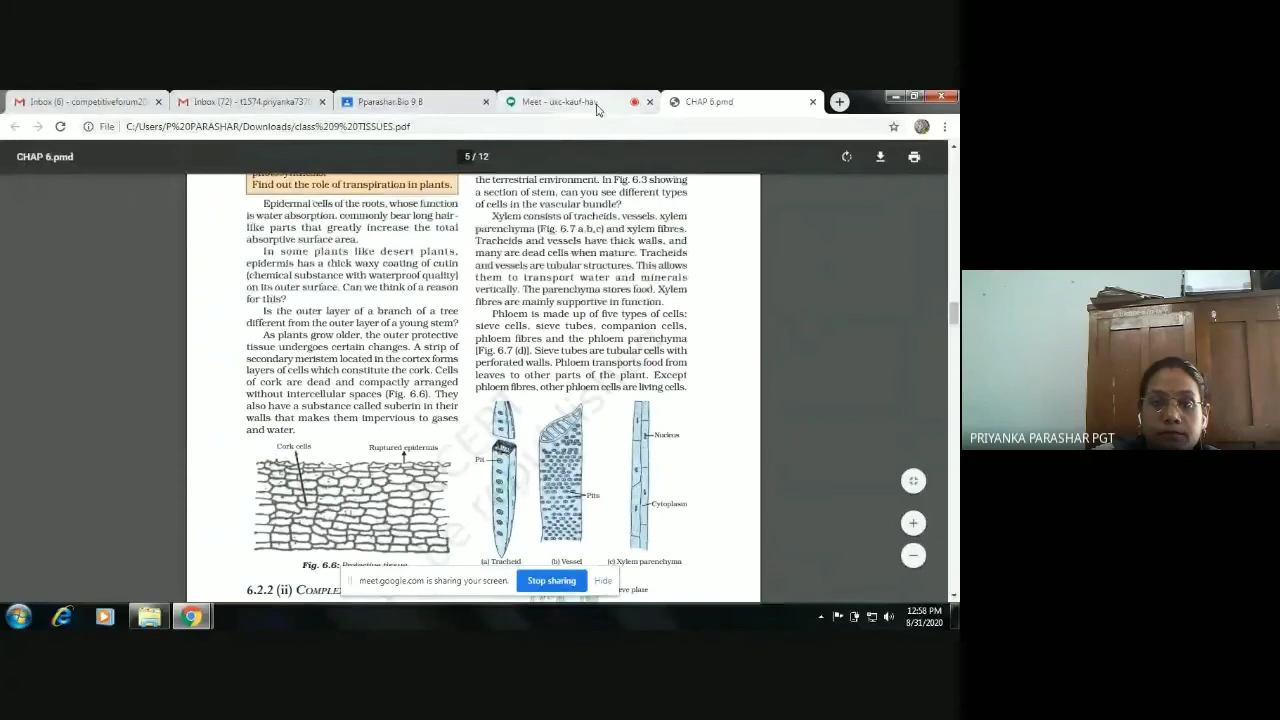 Inbox (6) - competitiveforum20
Inbox (72) - t1574.priyanka737
Pparashar.Bio 9 B
Meet - uxc-kauf-hav
CHAP 6.pmd
File
C:/Users/P%20PARASHAR/Downloads/class%209%20TISSUES.pdf
CHAP 6.pmd
5 / 12
photosynthesis.
Find out the role of transpiration in plants.
Epidermal cells of the roots, whose function
is water absorption, commonly bear long hair-
like parts that greatly increase the total
absorptive surface area.
In some plants like desert plants,
epidermis has a thick waxy coating of cutin
(chemical substance with waterproof quality)
on its outer surface. Can we think of a reason
for this?
Is the outer layer of a branch of a tree
different from the outer layer of a young stem?
As plants grow older, the outer protective
tissue undergoes certain changes. A strip of
secondary meristem located in the cortex forms
layers of cells which constitute the cork. Cells
of cork are dead and compactly arranged
without intercellular spaces (Fig. 6.6). They
also have a substance called suberin in their
walls that makes them impervious to gases
and water.
Cork cells
Ruptured epidermis
Fig. 6.6: Protective tissue
6.2.2 (ii) COMPLE
the terrestrial environment. In Fig. 6.3 showing
a section of stem, can you see different types
of cells in the vascular bundle?
Xylem consists of tracheids, vessels, xylem
parenchyma (Fig. 6.7 a,b,c) and xylem fibres.
Tracheids and vessels have thick walls, and
many are dead cells when mature. Tracheids
and vessels are tubular structures. This allows
them to transport water and minerals
vertically. The parenchyma stores food. Xylem
fibres are mainly supportive in function.
Phloem is made up of five types of cells:
sieve cells, sieve tubes, companion cells,
phloem fibres and the phloem parenchyma
[Fig. 6.7 (d)]. Sieve tubes are tubular cells with
perforated walls. Phloem transports food from
leaves to other parts of the plant. Except
phloem fibres, other phloem cells are living cells.
Pit
Pits
Nucleus
Cytoplasm
(a) Tracheid
(b) Vessel
(c) Xylem parenchyma
eve plate
meet.google.com is sharing your screen.
Stop sharing
Hide
12:58 PM
8/31/2020
PRIYANKA PARASHAR PGT